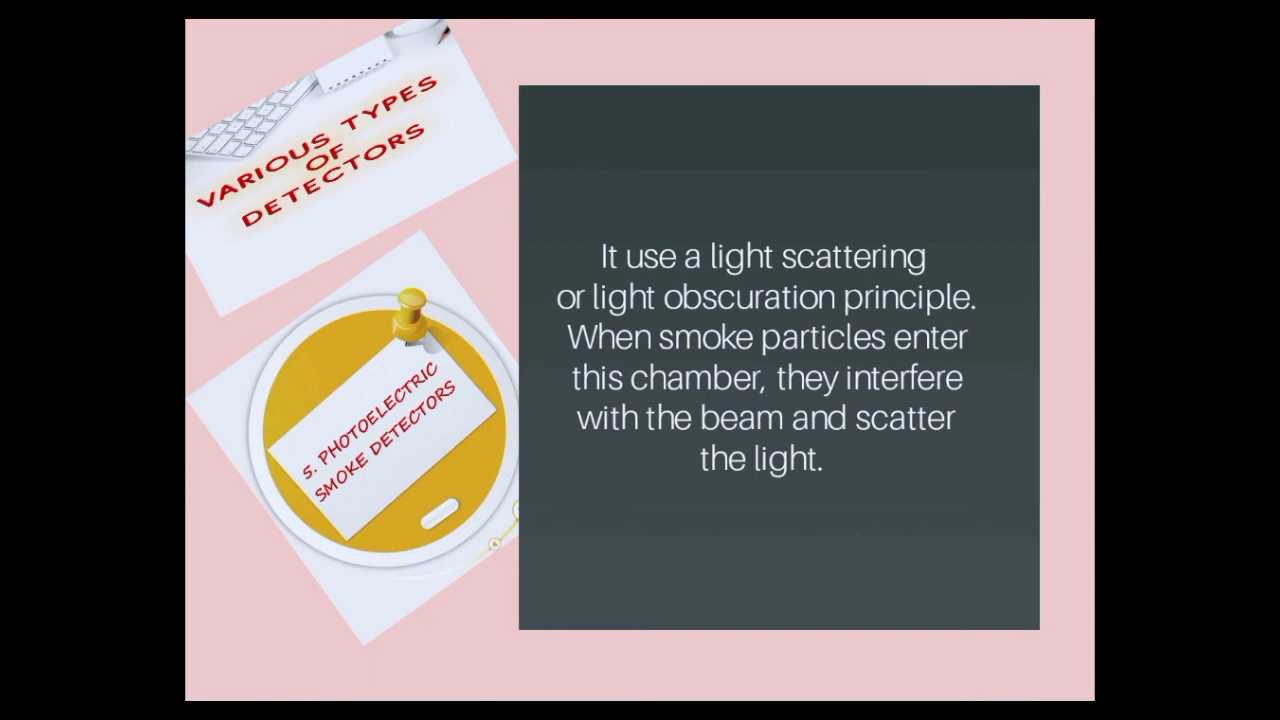 VARIOUS TYPES
OF
DETECTORS
5. PHOTOELECTRIC
SMOKE DETECTORS
It use a light scattering
or light obscuration principle.
When smoke particles enter
this chamber, they interfere
with the beam and scatter
the light.